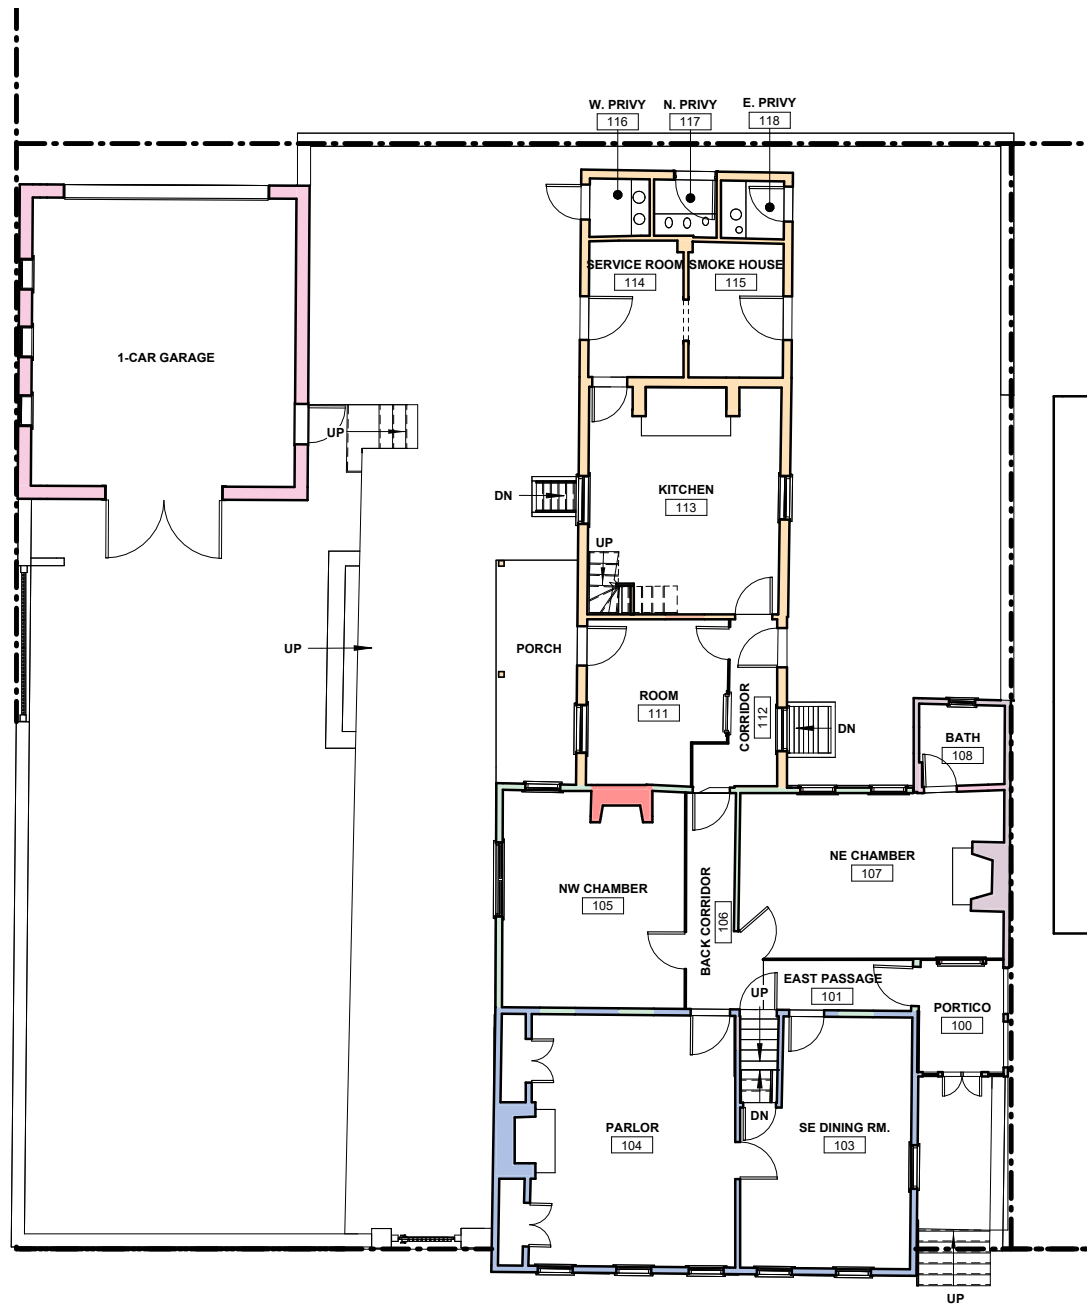 W. PRIVY
116
N. PRIVY
117
E. PRIVY
118
SERVICE ROOM
114
SMOKE HOUSE
115
1-CAR GARAGE
UP
DN
KITCHEN
113
UP
UP
PORCH
ROOM
111
CORRIDOR
112
DN
BATH
108
NW CHAMBER
105
BACK CORRIDOR
106
NE CHAMBER
107
EAST PASSAGE
101
UP
PORTICO
100
PARLOR
104
DN
SE DINING RM.
103
UP